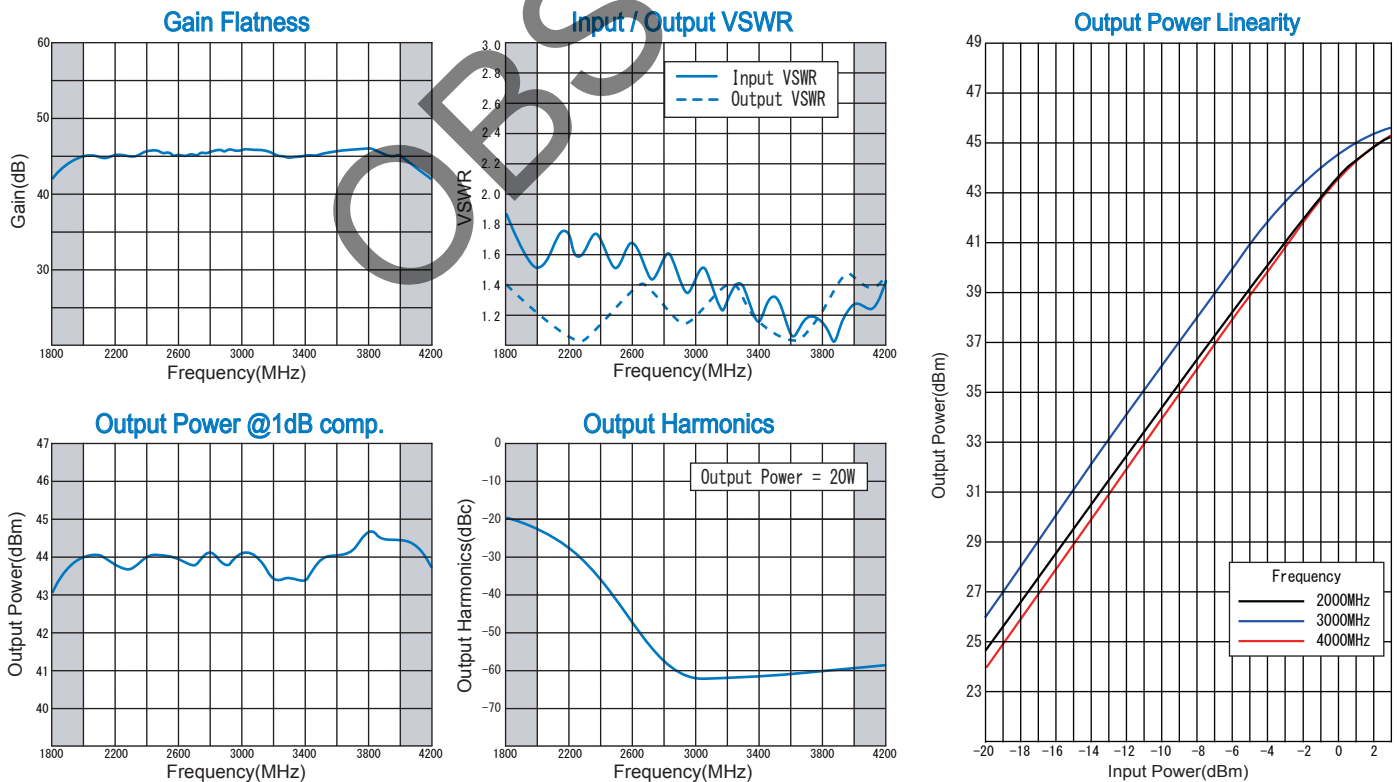 Gain Flatness
Gain(dB)
60
50
40
30
1800 2200 2600 3000 3400 3800 4200
Frequency(MHz)
Input / Output VSWR
VSWR
3.0
2.8
2.6
2.4
2.2
2.0
1.8
1.6
1.4
1.2
Input VSWR
Output VSWR
1800 2200 2600 3000 3400 3800 4200
Frequency(MHz)
Output Power @1dB comp.
Output Power(dBm)
47
46
45
44
43
42
41
40
1800 2200 2600 3000 3400 3800 4200
Frequency(MHz)
Output Harmonics
Output Harmonics(dBc)
0
-10
-20
-30
-40
-50
-60
-70
Output Power = 20W
1800 2200 2600 3000 3400 3800 4200
Frequency(MHz)
Output Power Linearity
Output Power(dBm)
49
47
45
43
41
39
37
35
33
31
29
27
25
23
Frequency
2000MHz
3000MHz
4000MHz
-20 -18 -16 -14 -12 -10 -8 -6 -4 -2 0 2
Input Power(dBm)
OBS